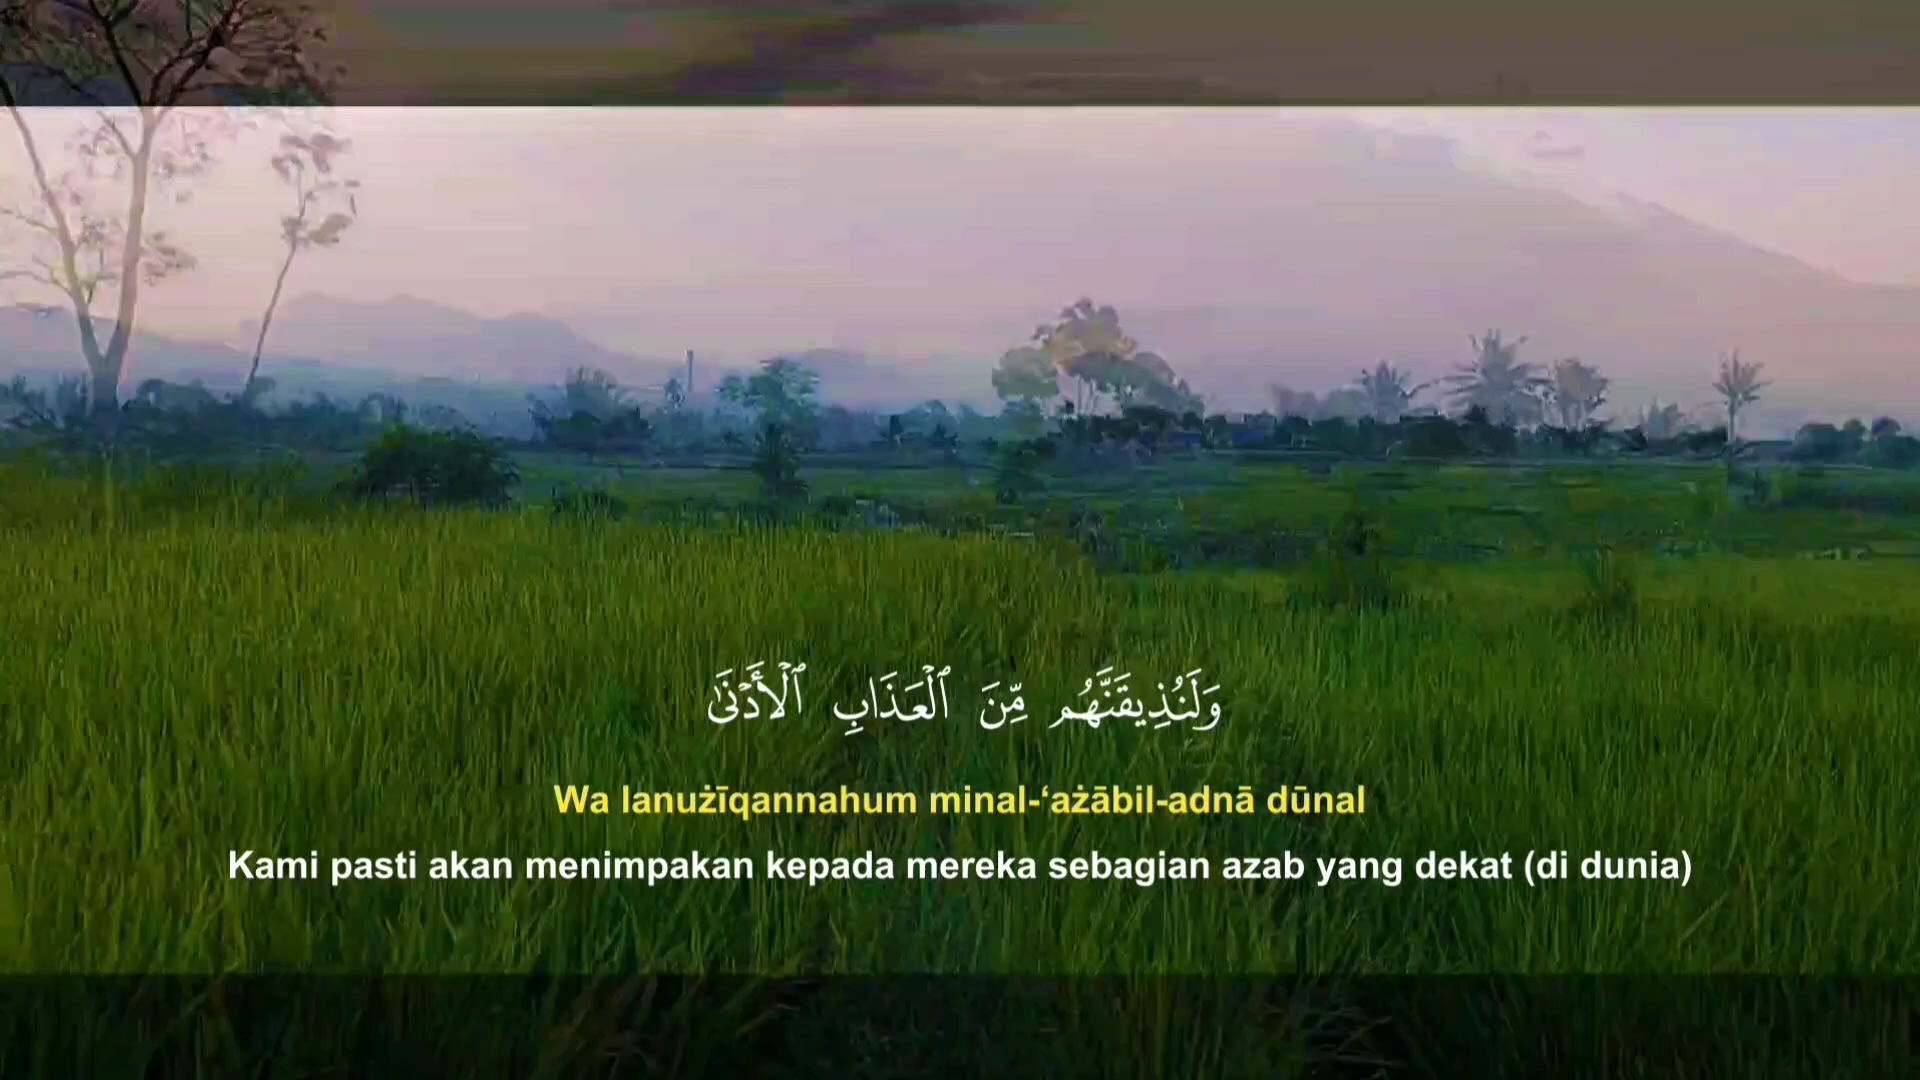 وَلَنُذِيقَنَّهُم مِّنَ ٱلْعَذَابِ ٱلْأَدْنَىٰ
Wa lanużīqannahum minal-‘ażābil-adnā dūnal
Kami pasti akan menimpakan kepada mereka sebagian azab yang dekat (di dunia)